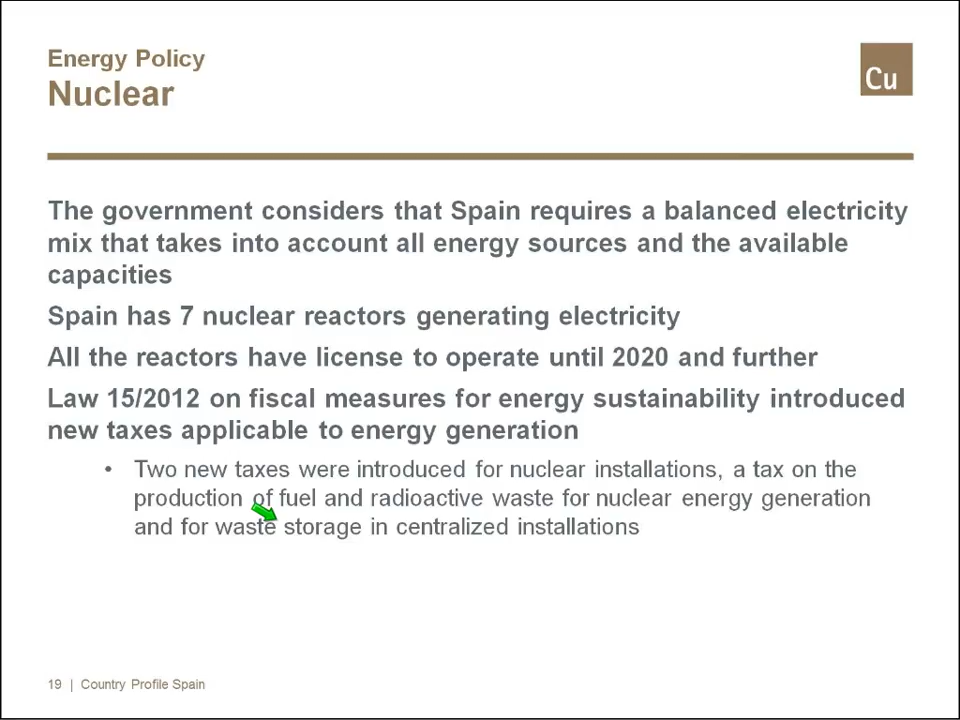 Energy Policy
Nuclear
Cu
The government considers that Spain requires a balanced electricity
mix that takes into account all energy sources and the available
capacities
Spain has 7 nuclear reactors generating electricity
All the reactors have license to operate until 2020 and further
Law 15/2012 on fiscal measures for energy sustainability introduced
new taxes applicable to energy generation
• Two new taxes were introduced for nuclear installations, a tax on the
production of fuel and radioactive waste for nuclear energy generation
and for waste storage in centralized installations
19 | Country Profile Spain